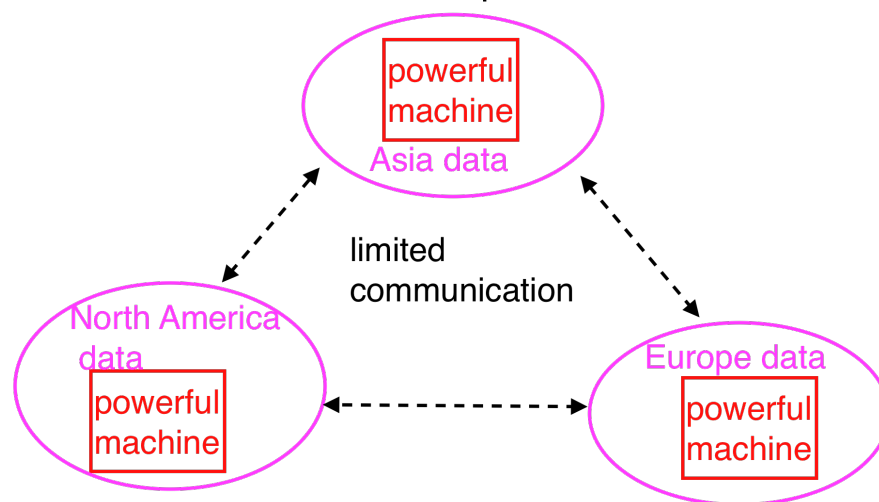 powerful
machine
Asia data
limited
communication
North America
data
powerful
machine
Europe data
powerful
machine